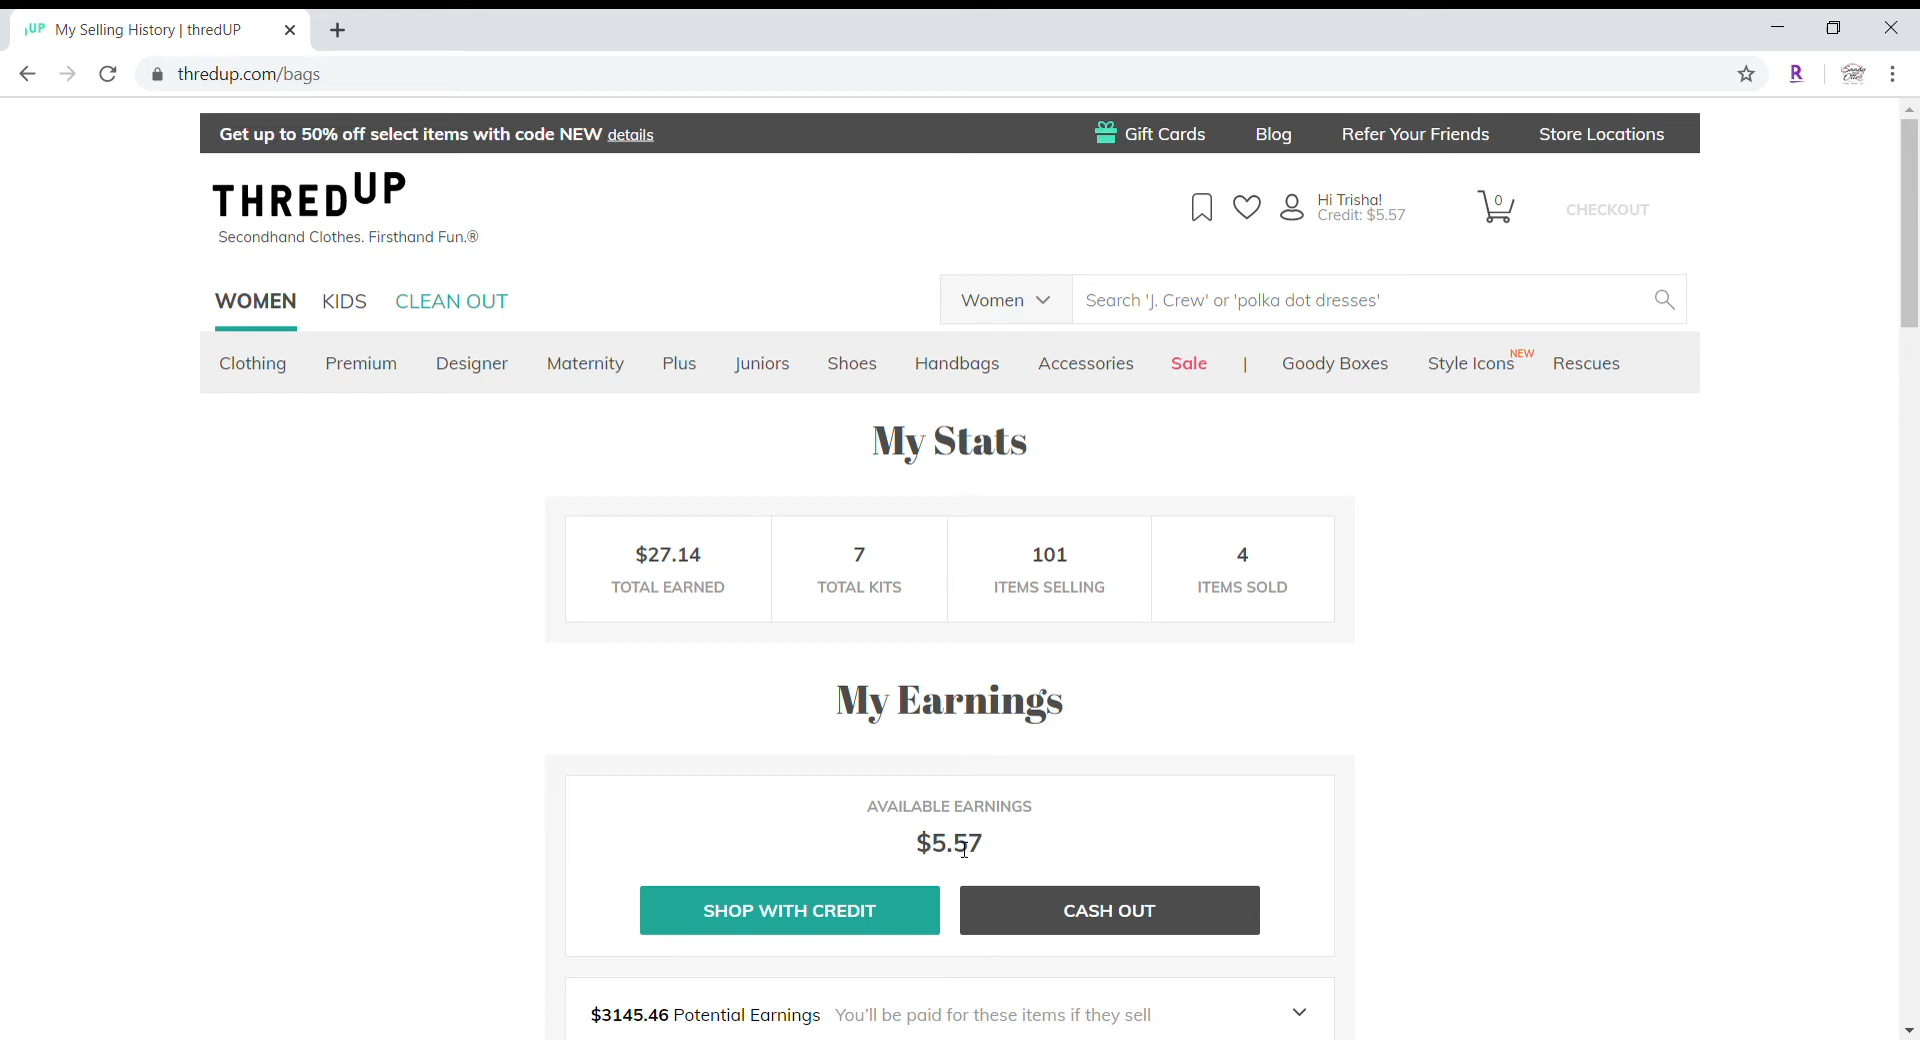 UP My Selling History | thredUP
thredup.com/bags
R
Get up to 50% off select items with code NEW details
Gift Cards Blog Refer Your Friends Store Locations
THREDUP
Secondhand Clothes. Firsthand Fun.®
Hi Trisha!
Credit: $5.57
0
CHECKOUT
WOMEN KIDS CLEAN OUT
Women Search 'J. Crew' or 'polka dot dresses'
Clothing Premium Designer Maternity Plus Juniors Shoes Handbags Accessories Sale | Goody Boxes Style Icons NEW Rescues
My Stats
$27.14 7 101 4
TOTAL EARNED TOTAL KITS ITEMS SELLING ITEMS SOLD
My Earnings
AVAILABLE EARNINGS
$5.57
SHOP WITH CREDIT CASH OUT
$3145.46 Potential Earnings You'll be paid for these items if they sell